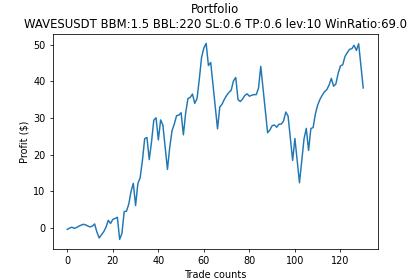 Portfolio
WAVESUSDT BBM:1.5 BBL:220 SL:0.6 TP:0.6 lev:10 WinRatio:69.0
Profit ($)
50
40
30
20
10
0
0 20 40 60 80 100 120
Trade counts